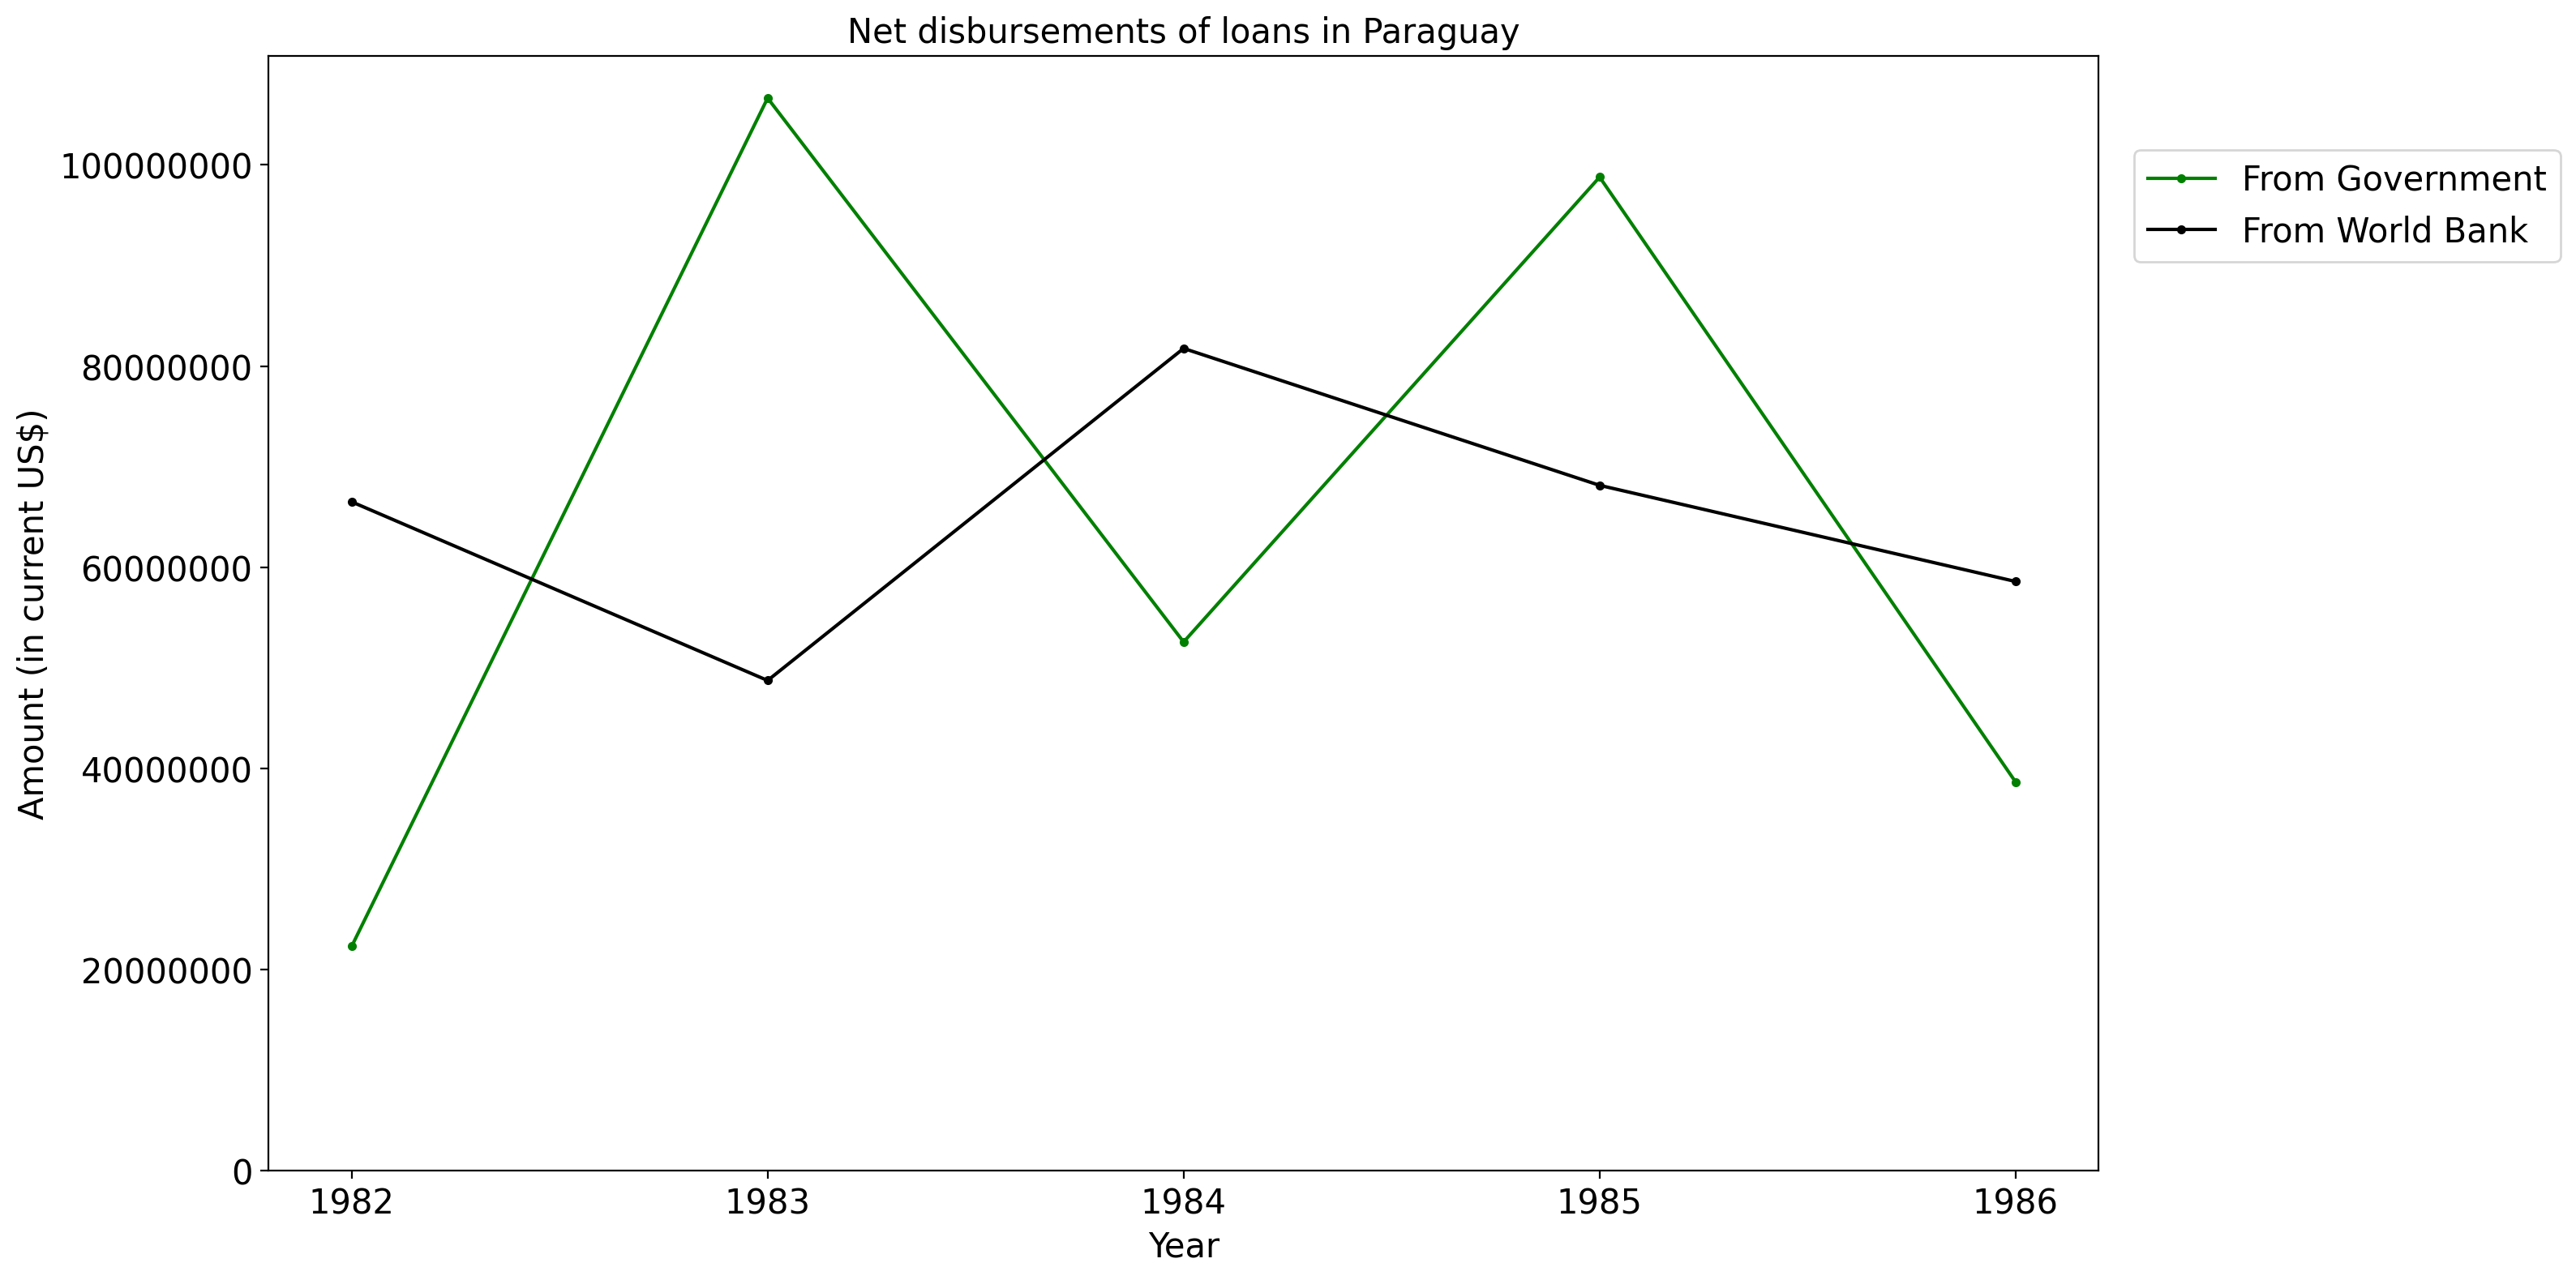 Net disbursements of loans in Paraguay
100000000
80000000
60000000
40000000
20000000
0
Amount (in current US$)
1982
1983
1984
1985
1986
Year
From Government
From World Bank